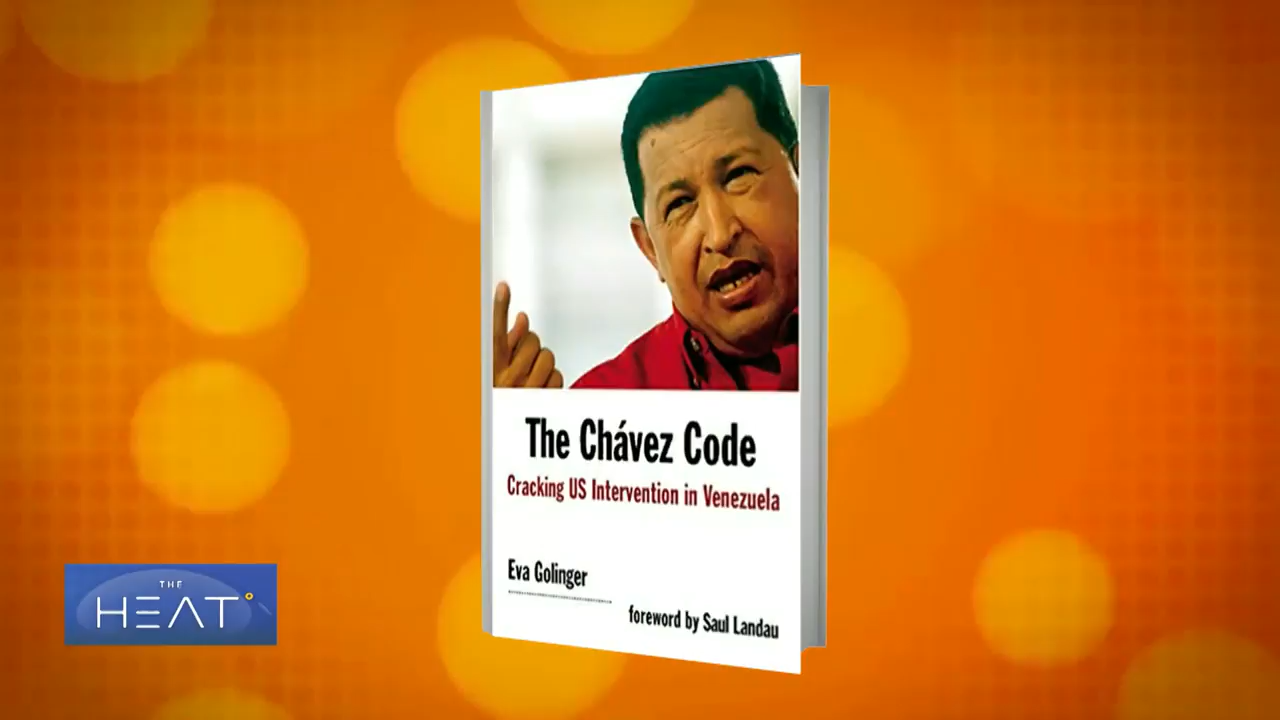 The Chávez Code
Cracking US Intervention in Venezuela
Eva Golinger
foreword by Saul Landau
THE
HEAT